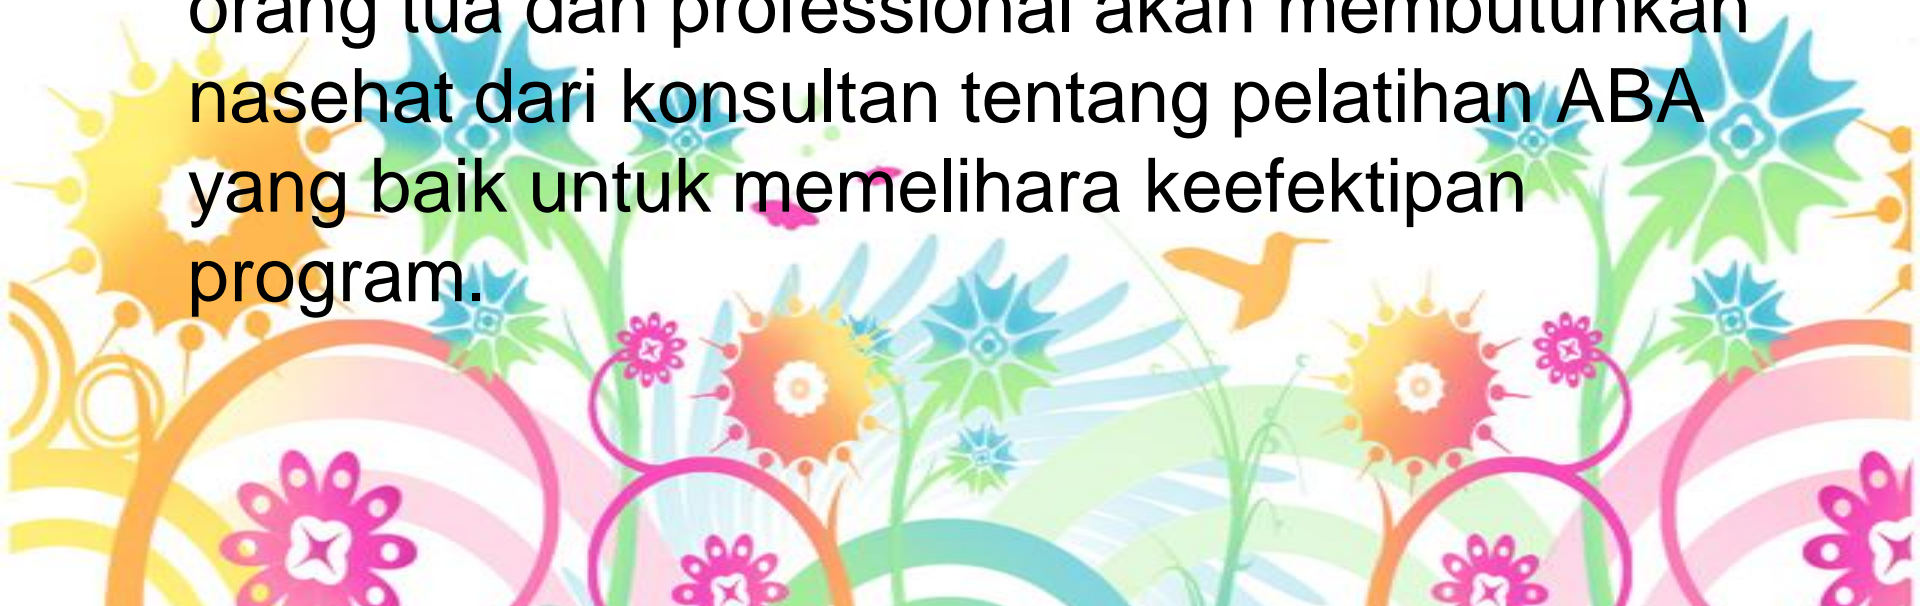 orang tua dan professional akan membutuhkan
nasehat dari konsultan tentang pelatihan ABA
yang baik untuk memelihara keefektipan
program.